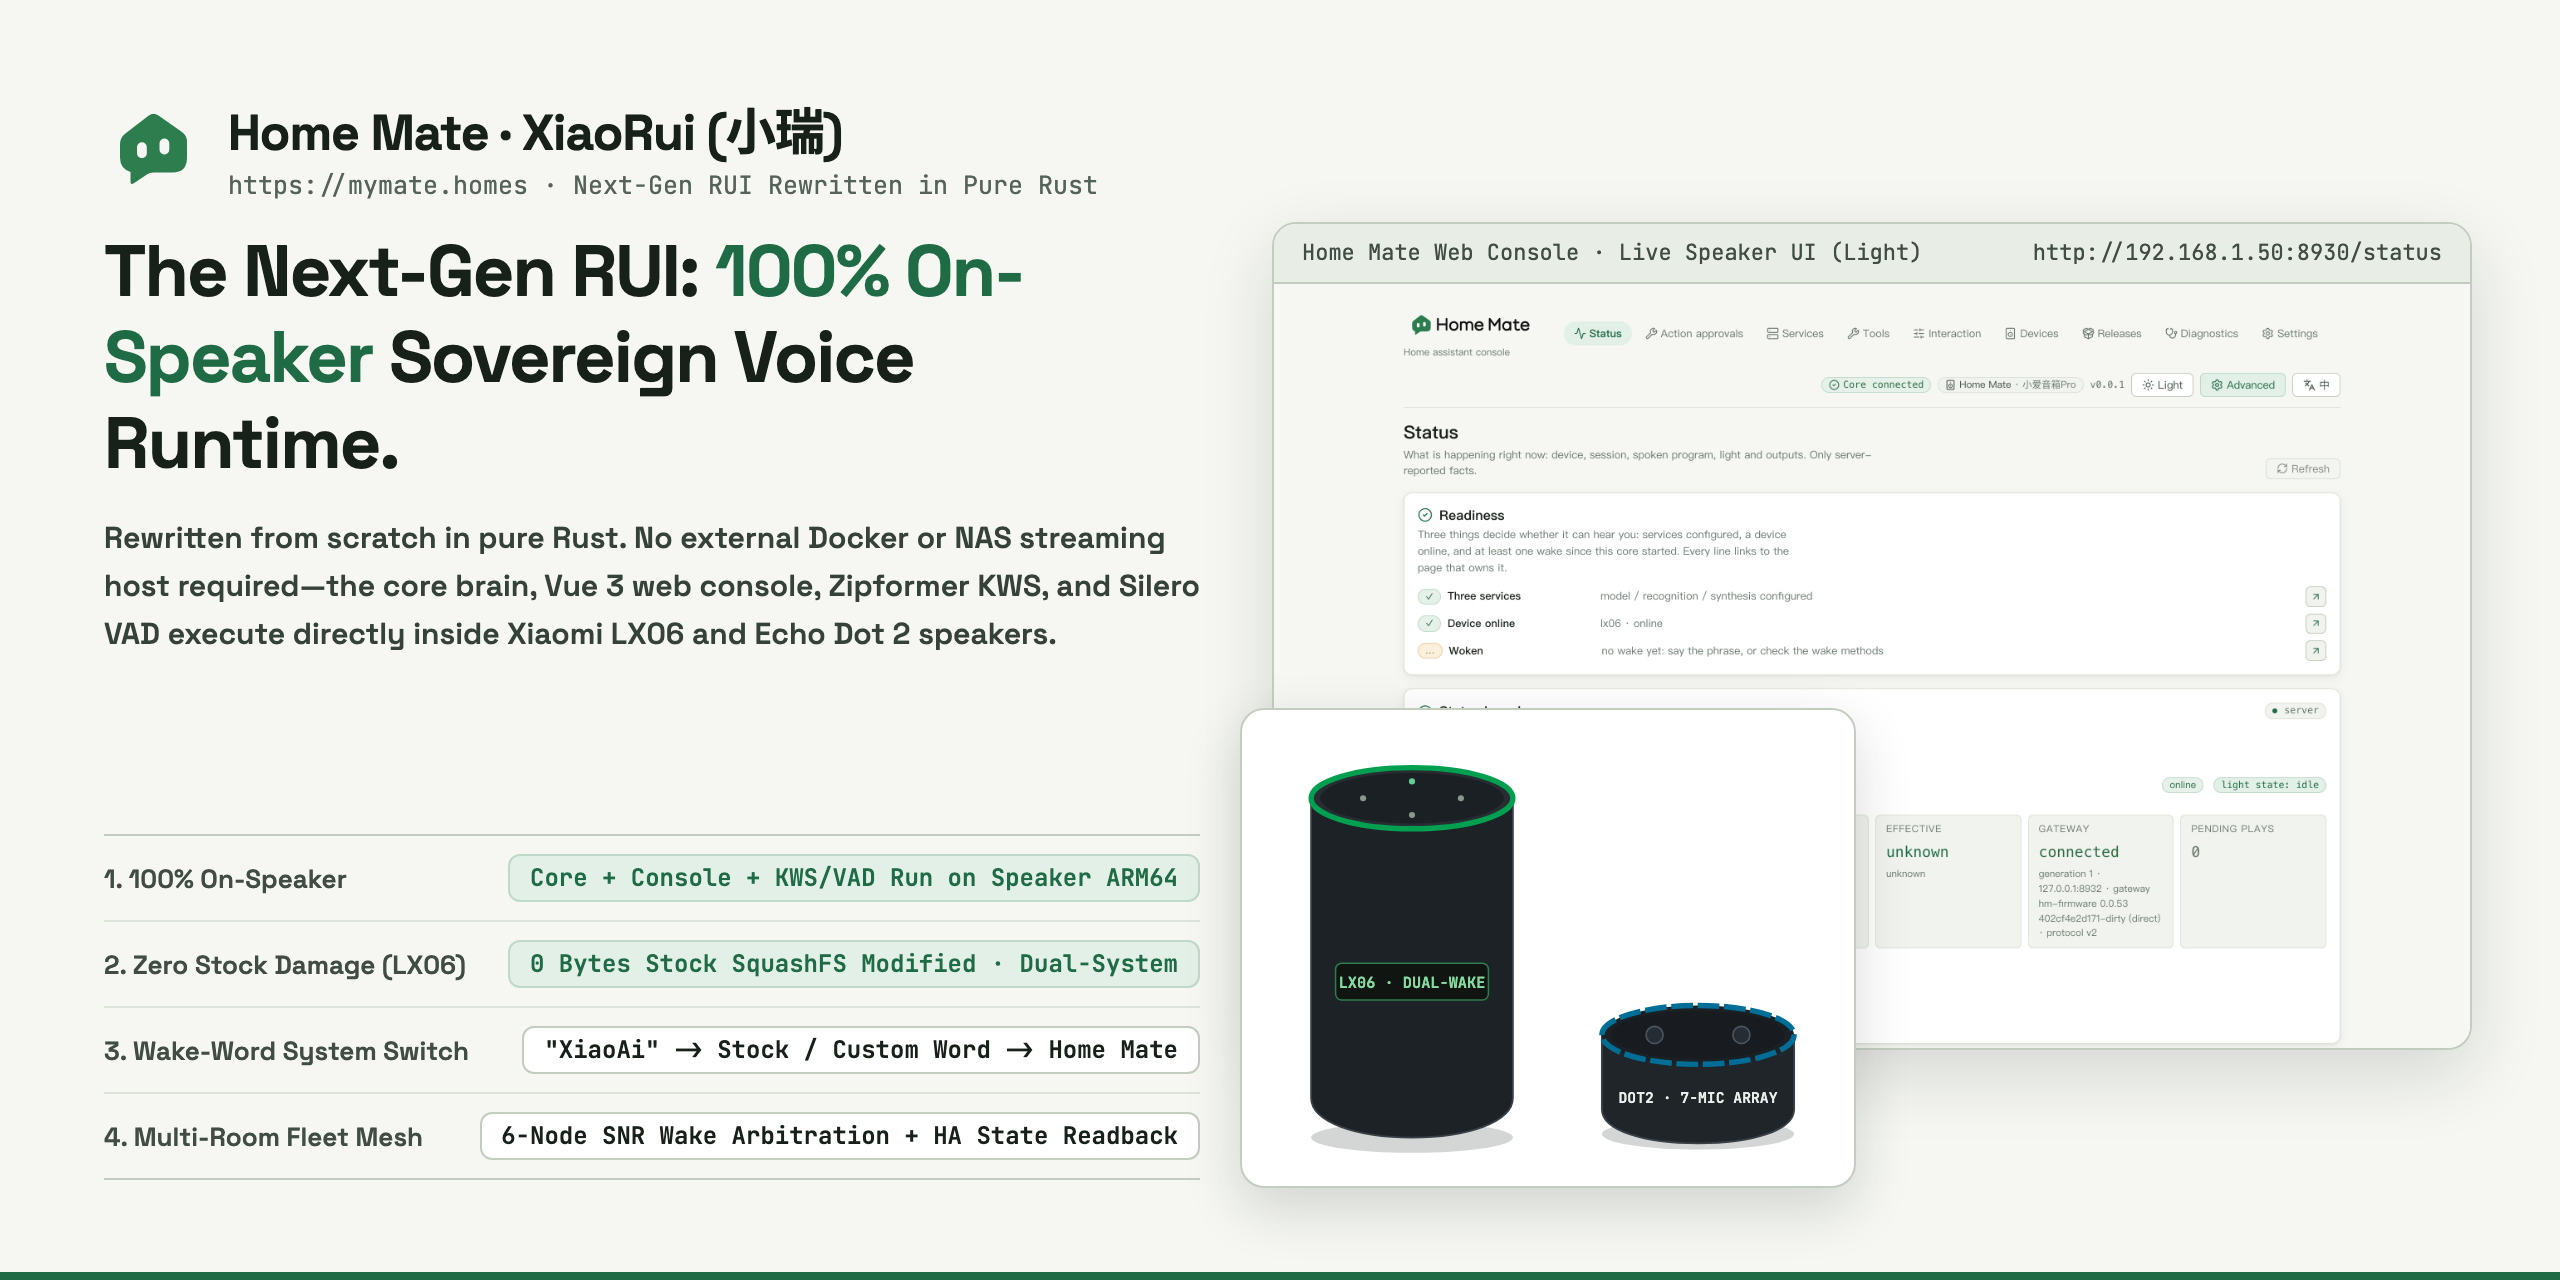 Home Mate · XiaoRui (小瑞)
https://mymate.homes · Next-Gen RUI Rewritten in Pure Rust
The Next-Gen RUI: 100% On-
Speaker Sovereign Voice
Runtime.
Rewritten from scratch in pure Rust. No external Docker or NAS streaming
host required—the core brain, Vue 3 web console, Zipformer KWS, and Silero
VAD execute directly inside Xiaomi LX06 and Echo Dot 2 speakers.
1. 100% On-Speaker
Core + Console + KWS/VAD Run on Speaker ARM64
2. Zero Stock Damage (LX06)
0 Bytes Stock SquashFS Modified · Dual-System
3. Wake-Word System Switch
"XiaoAi" → Stock / Custom Word → Home Mate
4. Multi-Room Fleet Mesh
6-Node SNR Wake Arbitration + HA State Readback
Home Mate Web Console · Live Speaker UI (Light)
http://192.168.1.50:8930/status
Home Mate
Home assistant console
Status
Action approvals
Services
Tools
Interaction
Devices
Releases
Diagnostics
Settings
Core connected
Home Mate · 小爱音箱Pro
v0.0.1
Light
Advanced
中
Status
What is happening right now: device, session, spoken program, light and outputs. Only server-
reported facts.
Refresh
Readiness
Three things decide whether it can hear you: services configured, a device
online, and at least one wake since this core started. Every line links to the
page that owns it.
Three services
model / recognition / synthesis configured
Device online
lx06 · online
Woken
no wake yet: say the phrase, or check the wake methods
server
online
light state: idle
EFFECTIVE
unknown
unknown
GATEWAY
connected
generation 1 ·
127.0.0.1:8932 · gateway
hm-firmware 0.0.53
402cf4e2d171-dirty (direct)
· protocol v2
PENDING PLAYS
0
LX06 · DUAL-WAKE
DOT2 · 7-MIC ARRAY